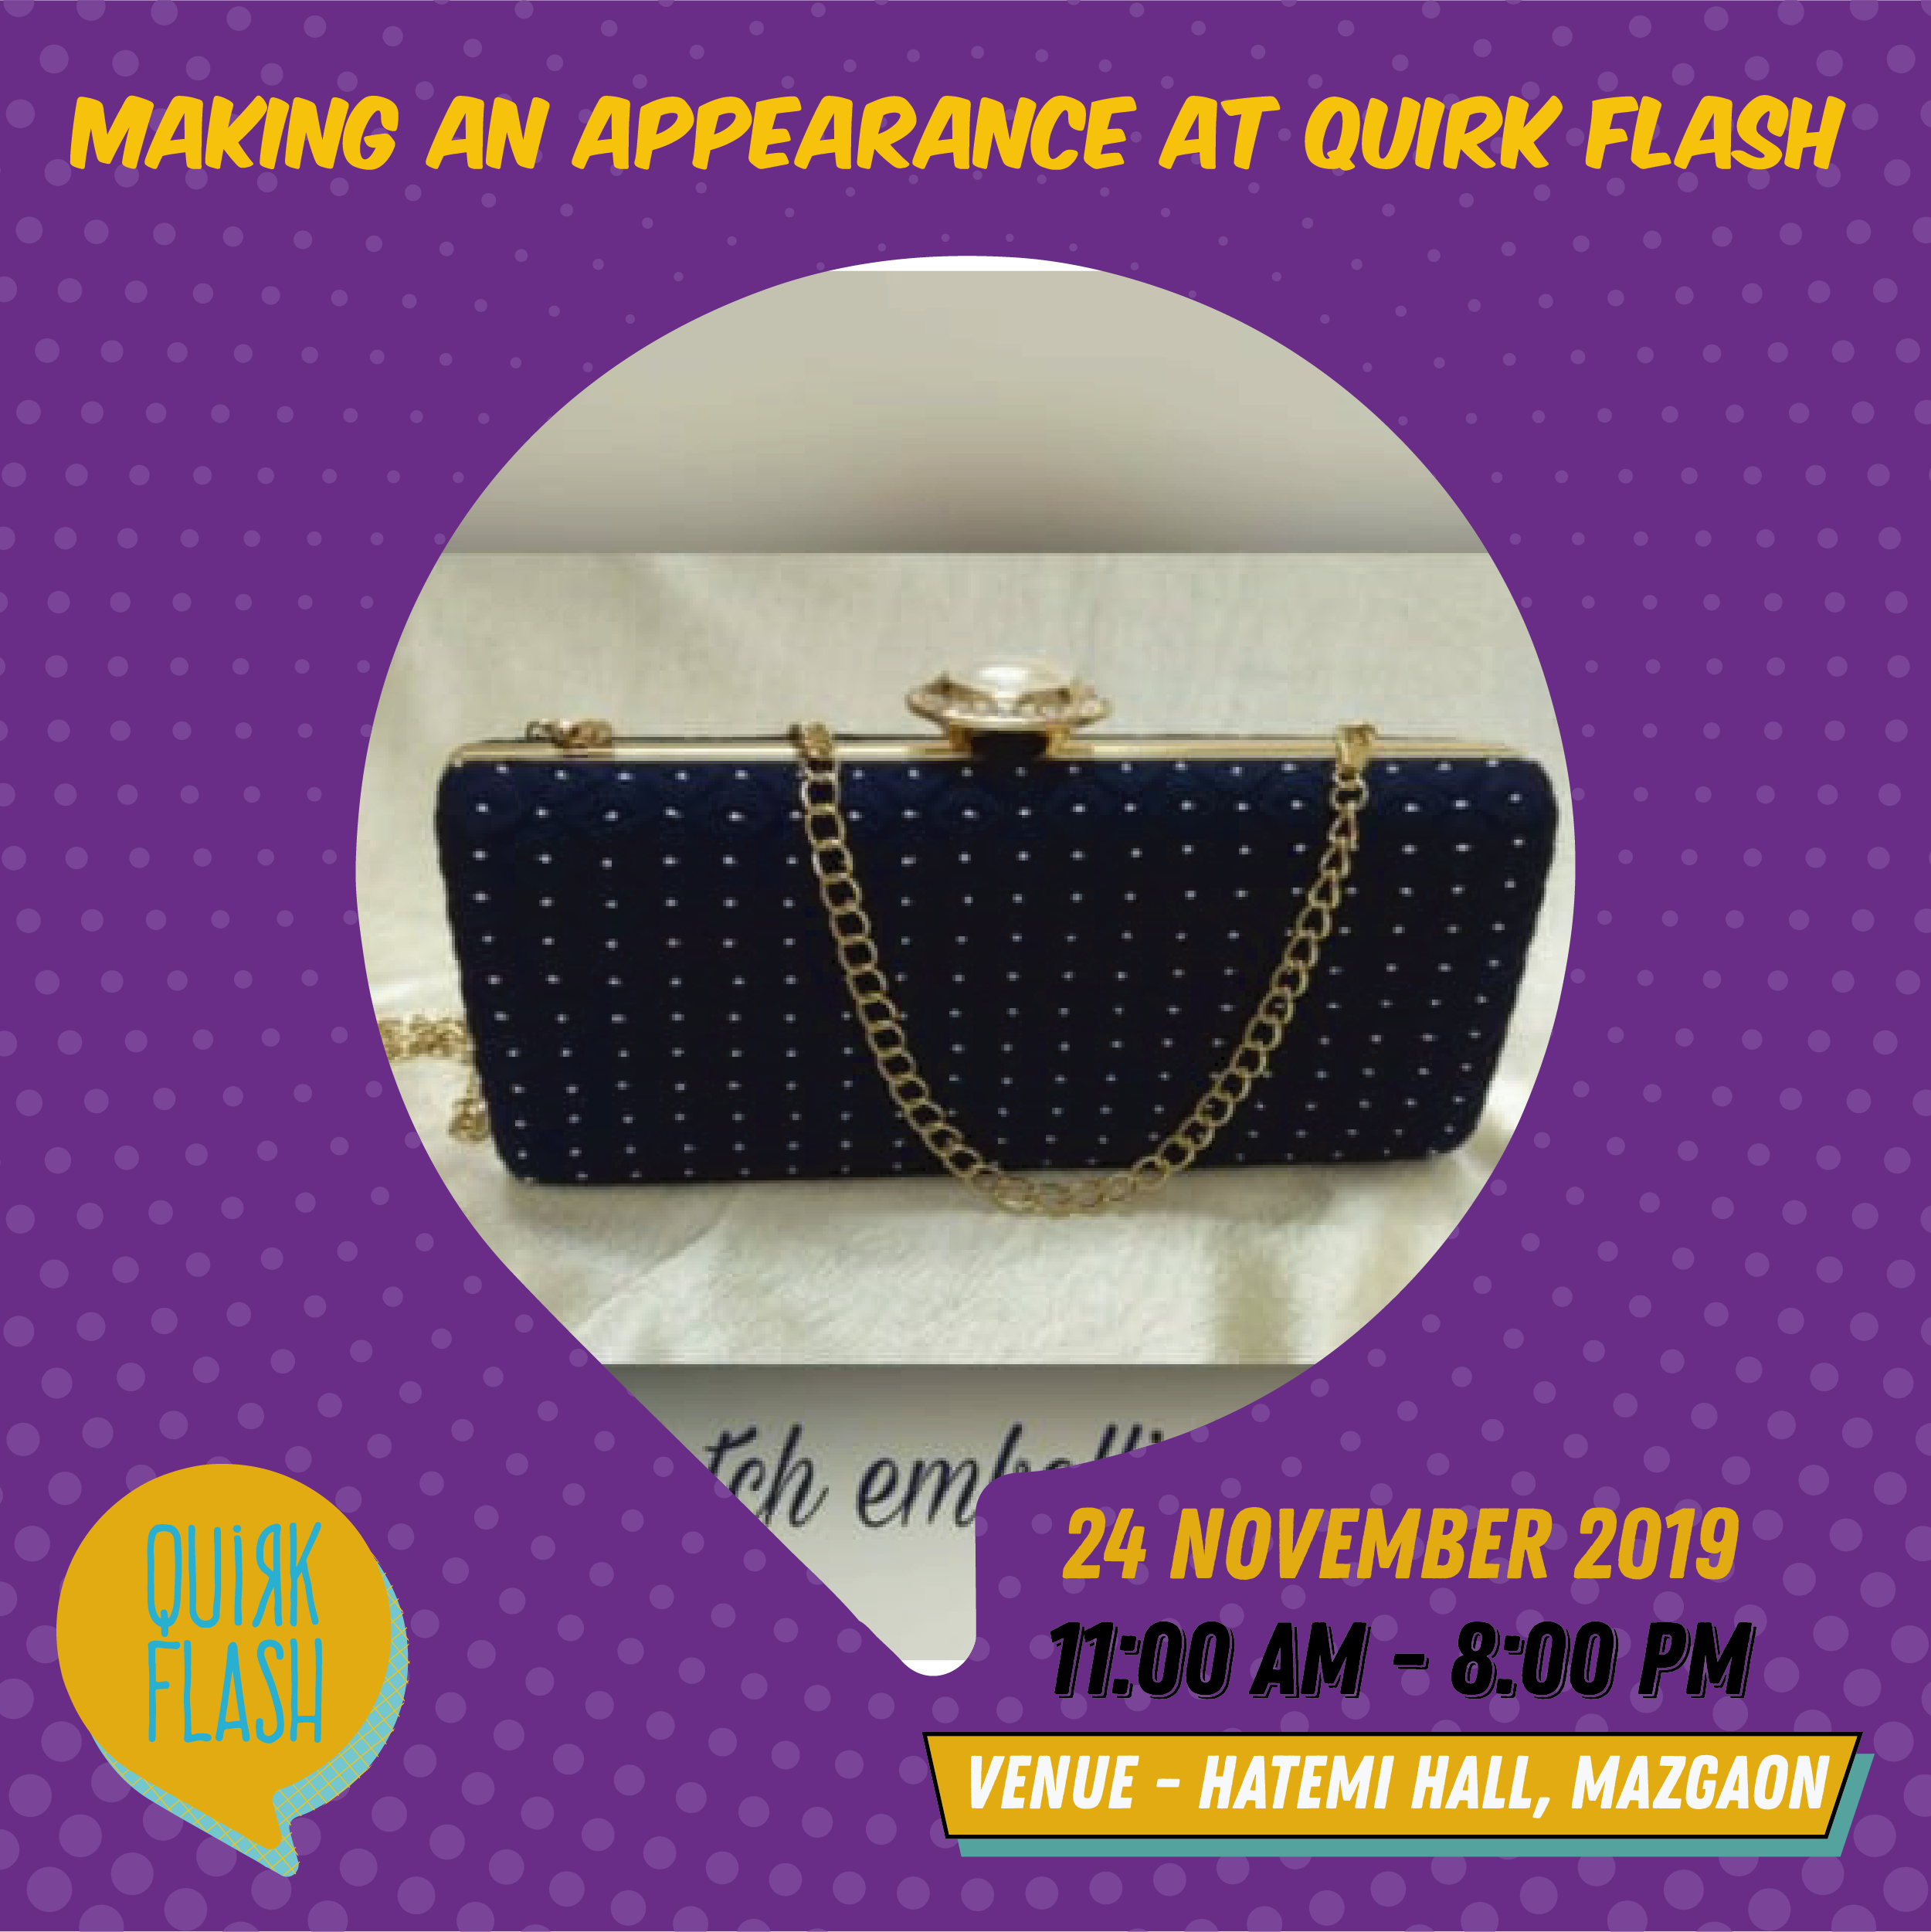 MAKING AN APPEARANCE AT QUIRK FLASH
24 NOVEMBER 2019
11:00 AM - 8:00 PM
VENUE - HATEMI HALL, MAZGAON
QUIRK
FLASH